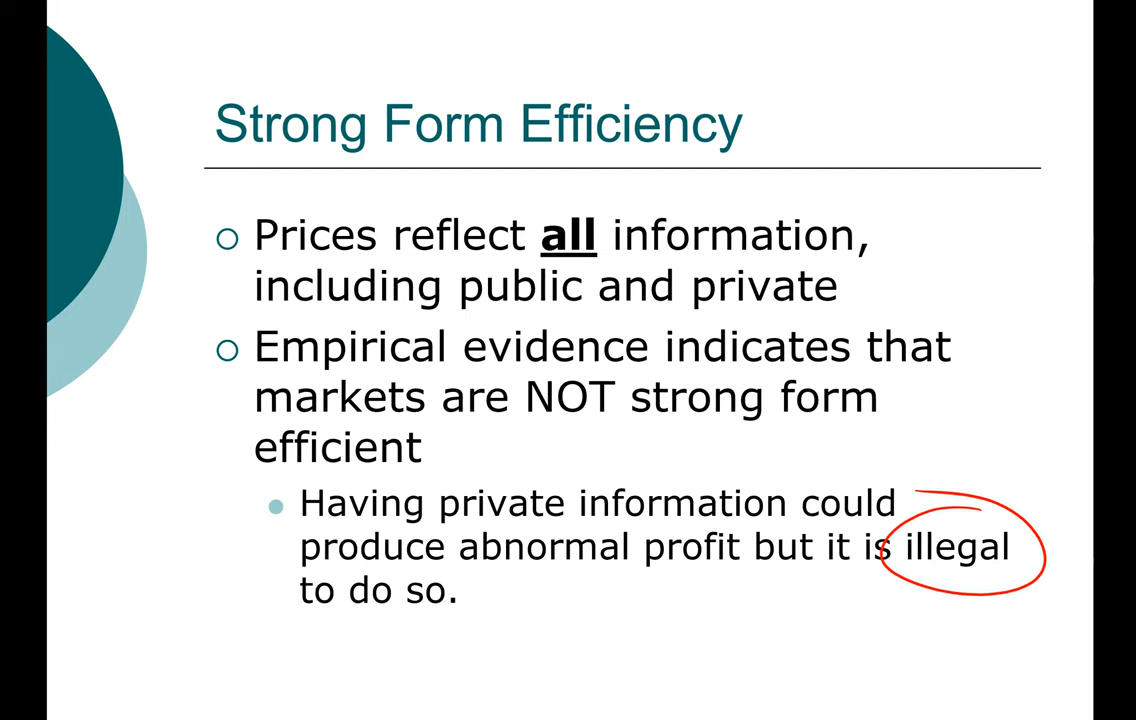 Strong Form Efficiency
Prices reflect all information,
including public and private
Empirical evidence indicates that
markets are NOT strong form
efficient
Having private information could
produce abnormal profit but it is illegal
to do so.